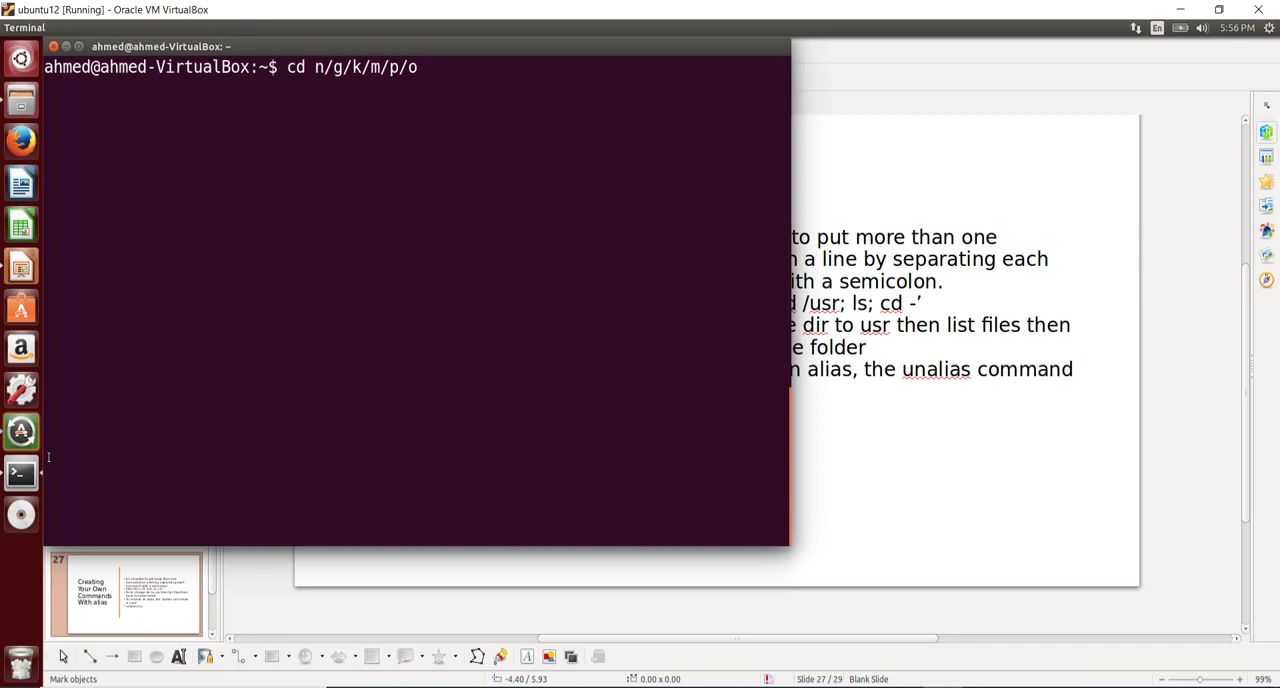 ubuntu12 [Running] - Oracle VM VirtualBox
Terminal
En
5:56 PM
ahmed@ahmed-VirtualBox: ~
ahmed@ahmed-VirtualBox:~$ cd n/g/k/m/p/o
to put more than one
n a line by separating each
ith a semicolon.
d /usr; ls; cd -’
e dir to usr then list files then
e folder
n alias, the unalias command
27
Creating
Your Own
Commands
With alias
Mark objects
-4.40 / 5.93
0.00 x 0.00
Slide 27 / 29
Blank Slide
99%